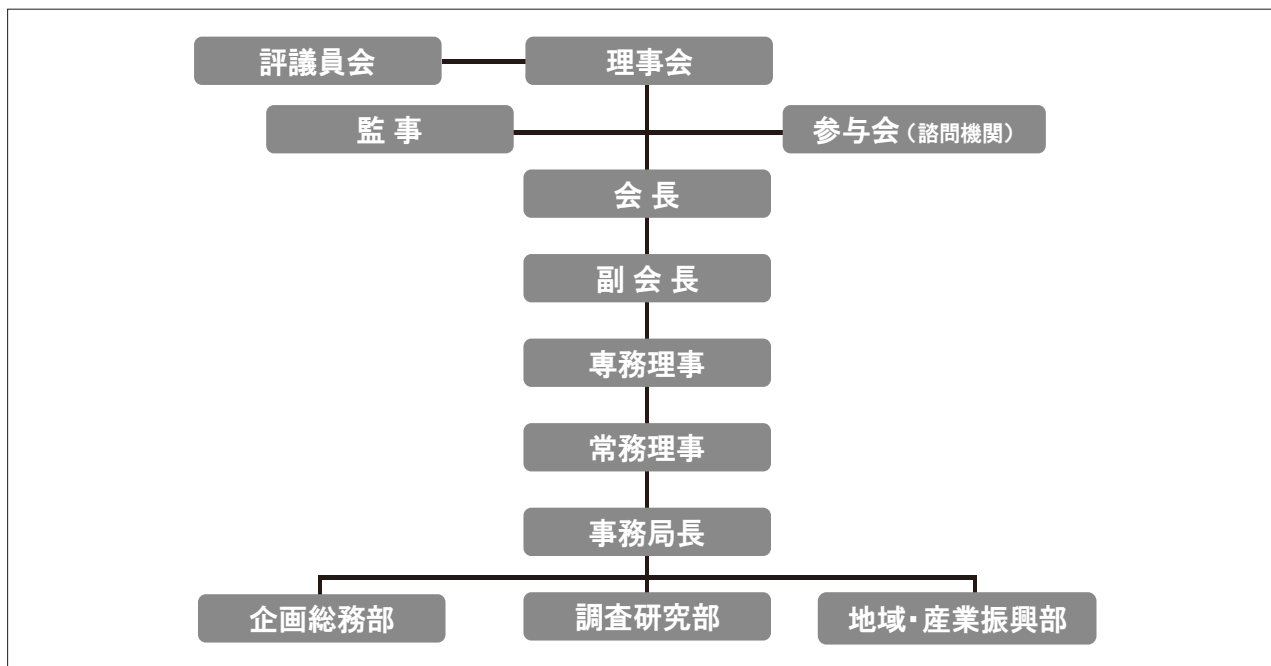 評議員会
理事会
監 事
参与会（諮問機関）
会 長
副 会 長
専務理事
常務理事
事務局長
企画総務部
調査研究部
地域・産業振興部